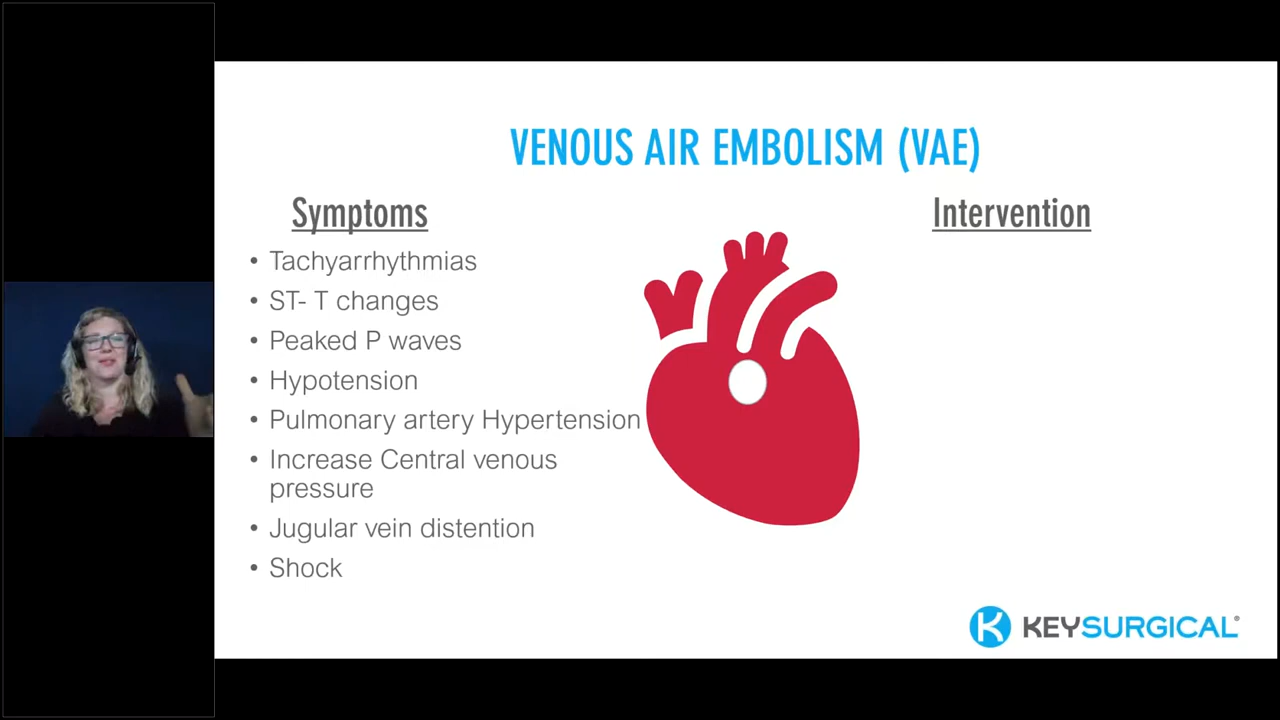 VENOUS AIR EMBOLISM (VAE)
Symptoms
• Tachyarrhythmias
• ST- T changes
• Peaked P waves
• Hypotension
• Pulmonary artery Hypertension
• Increase Central venous
pressure
• Jugular vein distention
• Shock
Intervention
K KEYSURGICAL®